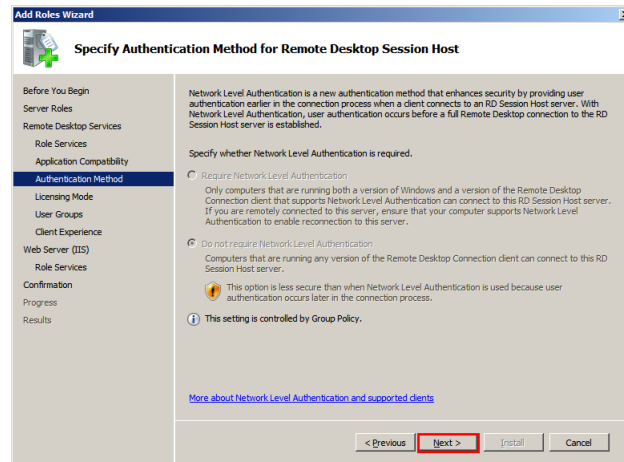 Add Roles Wizard
Specify Authentication Method for Remote Desktop Session Host
Before You Begin
Server Roles
Remote Desktop Services
Role Services
Application Compatibility
Authentication Method
Licensing Mode
User Groups
Client Experience
Web Server (IIS)
Role Services
Confirmation
Progress
Results
Network Level Authentication is a new authentication method that enhances security by providing user
authentication earlier in the connection process when a client connects to an RD Session Host server. With
Network Level Authentication, user authentication occurs before a full Remote Desktop connection to the RD
Session Host server is established.
Specify whether Network Level Authentication is required.
Require Network Level Authentication
Only computers that are running both a version of Windows and a version of the Remote Desktop
Connection client that supports Network Level Authentication can connect to this RD Session Host server.
If you are remotely connected to this server, ensure that your computer supports Network Level
Authentication to enable reconnection to this server.
Do not require Network Level Authentication
Computers that are running any version of the Remote Desktop Connection client can connect to this RD
Session Host server.
This option is less secure than when Network Level Authentication is used because user
authentication occurs later in the connection process.
This setting is controlled by Group Policy.
More about Network Level Authentication and supported clients
< Previous
Next >
Install
Cancel